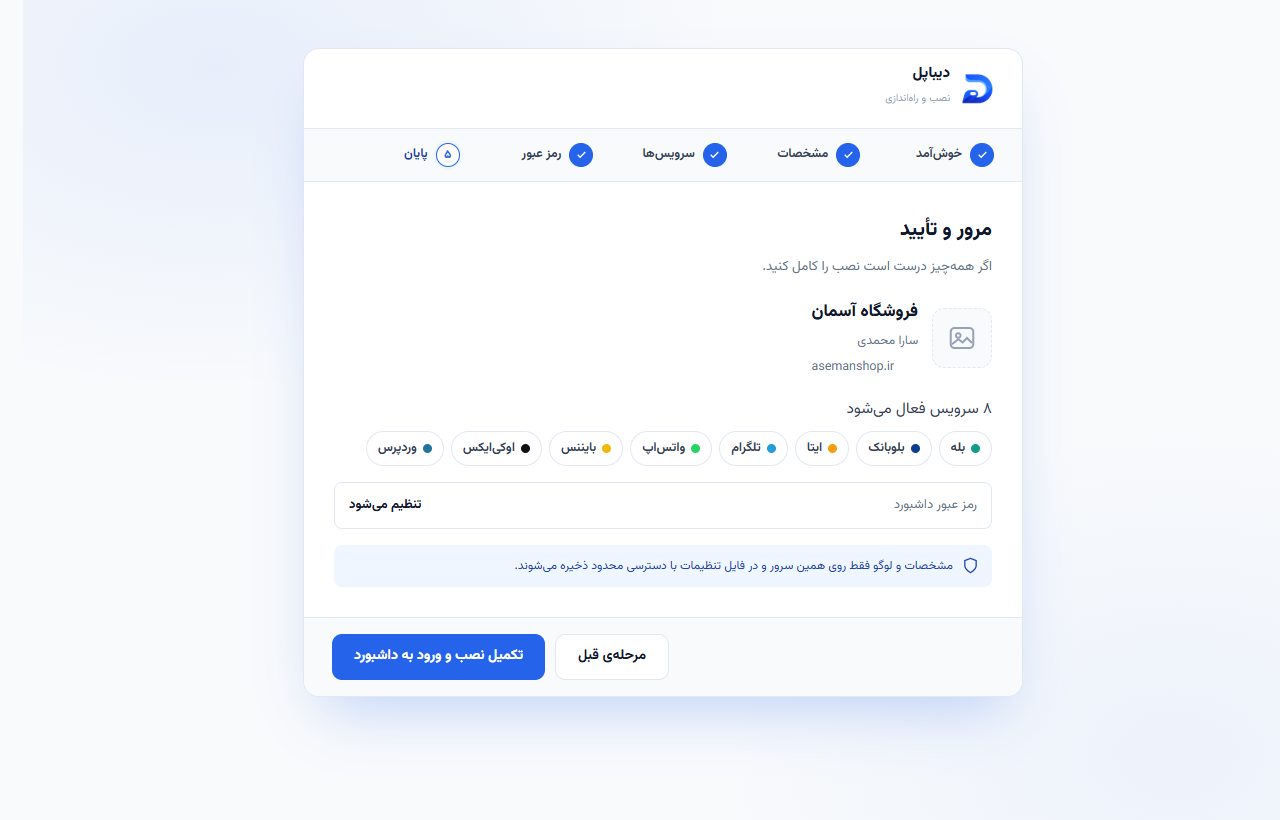 دیباپل
نصب و راه‌اندازی
خوش‌آمد
مشخصات
سرویس‌ها
رمز عبور
۵ پایان
مرور و تأیید
اگر همه‌چیز درست است نصب را کامل کنید.
فروشگاه آسمان
سارا محمدی
asemanshop.ir
۸ سرویس فعال می‌شود
بله
بلوبانک
ایتا
تلگرام
واتس‌اپ
بایننس
اوکی‌ایکس
وردپرس
رمز عبور داشبورد
تنظیم می‌شود
مشخصات و لوگو فقط روی همین سرور و در فایل تنظیمات با دسترسی محدود ذخیره می‌شوند.
مرحله‌ی قبل
تکمیل نصب و ورود به داشبورد